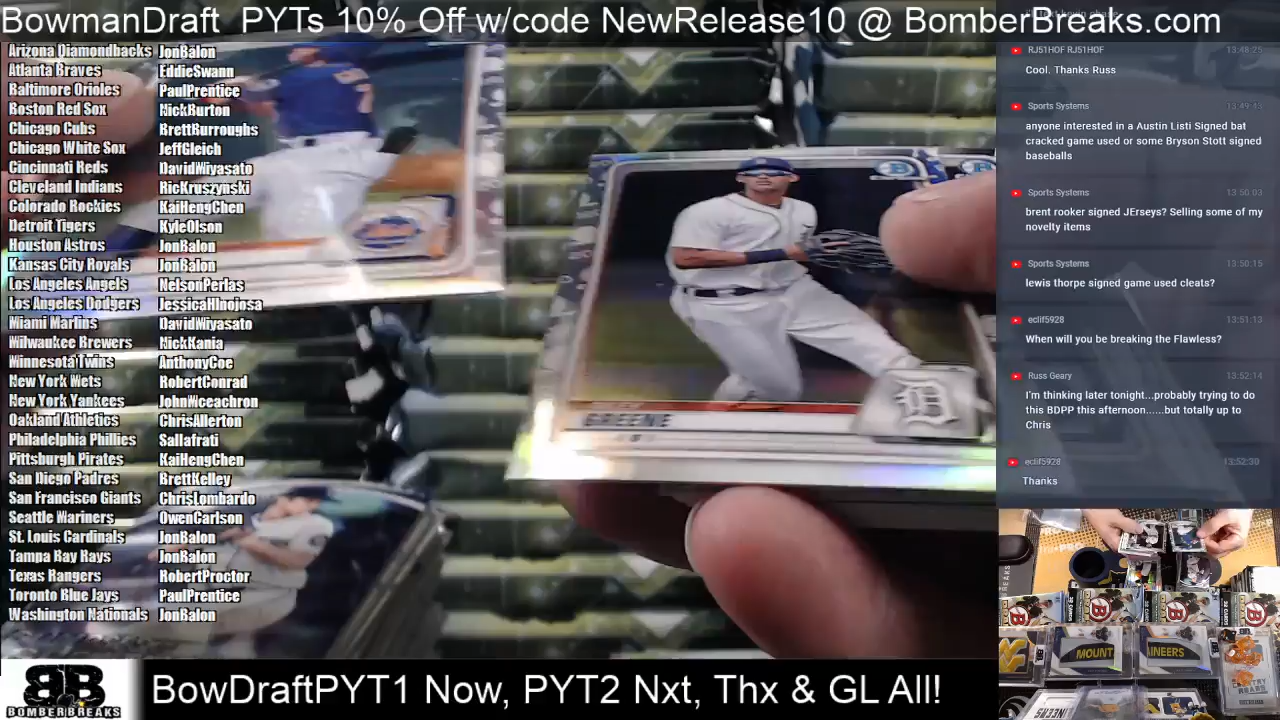 BowmanDraft PYTs 10% Off w/code NewRelease10 @ BomberBreaks.com
Arizona Diamondbacks JonBalon
Atlanta Braves EddieSwann
Baltimore Orioles PaulPrentice
Boston Red Sox NickBurton
Chicago Cubs BrettBurroughs
Chicago White Sox JeffGleich
Cincinnati Reds DavidMiyasato
Cleveland Indians RicKruszynski
Colorado Rockies KaiHengChen
Detroit Tigers KyleOlson
Houston Astros JonBalon
Kansas City Royals JonBalon
Los Angeles Angels NelsonPerlas
Los Angeles Dodgers JessicaHinojosa
Miami Marlins DavidMiyasato
Milwaukee Brewers NickKania
Minnesota Twins AnthonyCoe
New York Mets RobertConrad
New York Yankees JohnMceachron
Oakland Athletics ChrisAllerton
Philadelphia Phillies SalIafrati
Pittsburgh Pirates KaiHengChen
San Diego Padres BrettKelley
San Francisco Giants ChrisLombardo
Seattle Mariners OwenCarlson
St. Louis Cardinals JonBalon
Tampa Bay Rays JonBalon
Texas Rangers RobertProctor
Toronto Blue Jays PaulPrentice
Washington Nationals JonBalon
GREENE
D
RJ51HOF RJ51HOF 13:48:25
Cool. Thanks Russ
Sports Systems 13:49:43
anyone interested in a Austin Listi Signed bat
cracked game used or some Bryson Stott signed
baseballs
Sports Systems 13:50:03
brent rooker signed JErseys? Selling some of my
novelty items
Sports Systems 13:50:15
lewis thorpe signed game used cleats?
eclif5928 13:51:13
When will you be breaking the Flawless?
Russ Geary 13:52:14
I'm thinking later tonight...probably trying to do
this BDPP this afternoon......but totally up to
Chris
eclif5928 13:52:30
Thanks
MOUNT
AINEERS
BB
BOMBERBREAKS
BowDraftPYT1 Now, PYT2 Nxt, Thx & GL All!